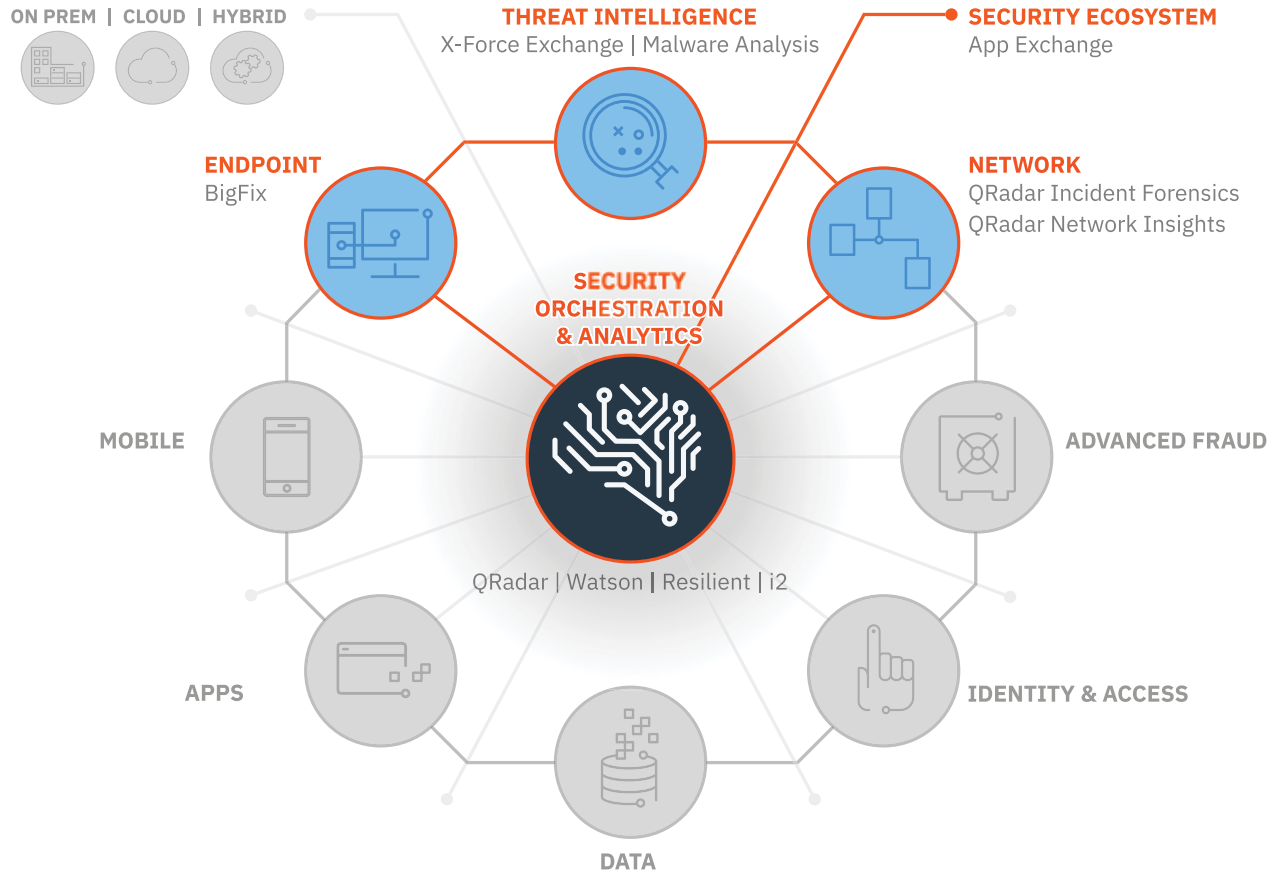 ON PREM | CLOUD | HYBRID
THREAT INTELLIGENCE
X-Force Exchange | Malware Analysis
SECURITY ECOSYSTEM
App Exchange
ENDPOINT
BigFix
NETWORK
QRadar Incident Forensics
QRadar Network Insights
SECURITY
ORCHESTRATION
& ANALYTICS
MOBILE
ADVANCED FRAUD
QRadar | Watson | Resilient | i2
APPS
IDENTITY & ACCESS
DATA